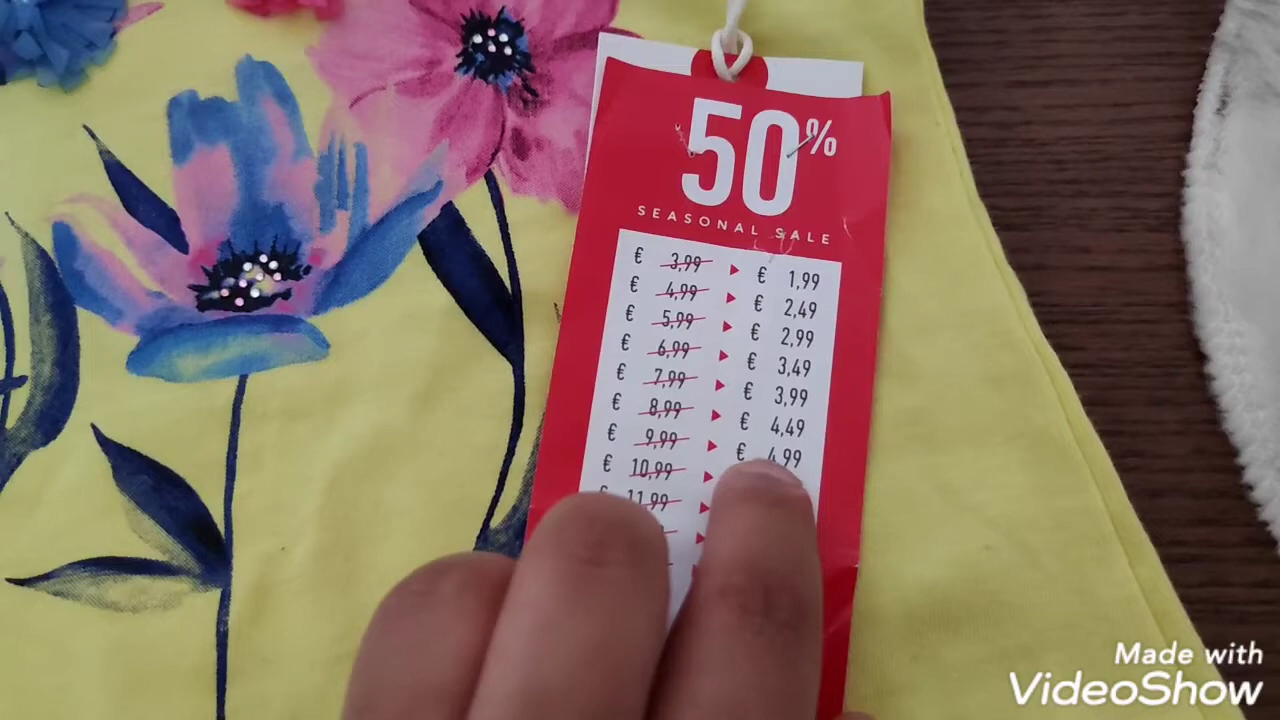 50%
SEASONAL SALE
€ 3,99 ▶ € 1,99
€ 4,99 ▶ € 2,49
€ 5,99 ▶ € 2,99
€ 6,99 ▶ € 3,49
€ 7,99 ▶ € 3,99
€ 8,99 ▶ € 4,49
€ 9,99 ▶ € 4,99
€ 10,99 ▶
€ 11,99 ▶
Made with
VideoShow